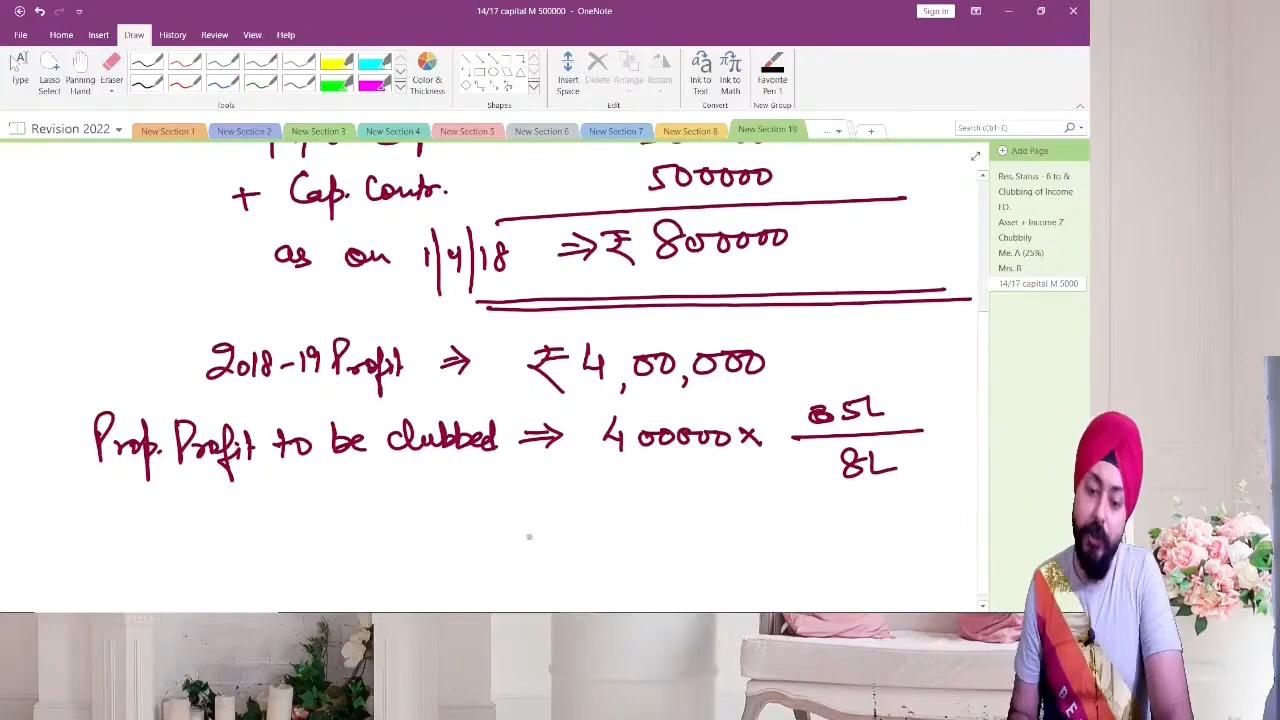 14/17 capital M 500000 - OneNote
Sign in
File Home Insert Draw History Review View Help
Type
Lasso Select
Panning Hand
Eraser
Color & Thickness
Insert Space
Delete
Arrange
Rotate
Ink to Text
Ink to Math
Favorite Pen 1
Tools
Shapes
Edit
Convert
New Group
Revision 2022
New Section 1 New Section 2 New Section 3 New Section 4 New Section 5 New Section 6 New Section 7 New Section 8 New Section 19 ...
Search (Ctrl+E)
Add Page
Res. Status - 6 to &
Clubbing of Income
FD.
Asset + Income 7
Chubbily
Me. A (25%)
Mrs. B
14/17 capital M 5000
+ Cap. Contr. 500000
as on 1/4/18 ⇒ ₹ 800000
2018-19 Profit ⇒ ₹ 4,00,000
Prop. Profit to be clubbed ⇒ 400000 ×
5L
8L